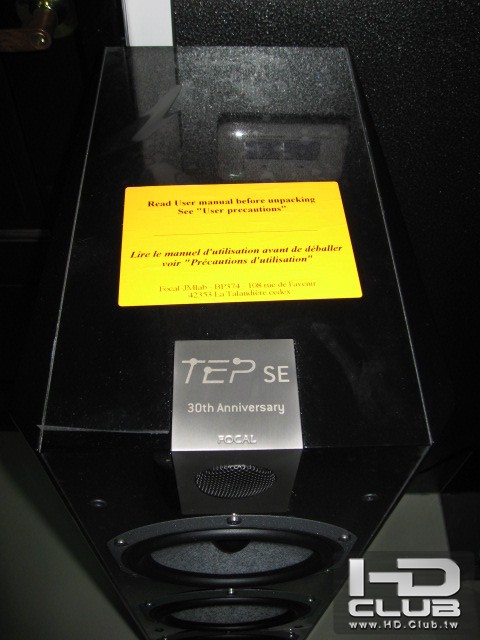 Read User manual before unpacking
See "User precautions"
Lire le manuel d'utilisation avant de déballer
voir "Précautions d'utilisation"
Focal-JMlab - BP374 - 108 rue de l'avenir
42353 La Talaudière cedex
TEP SE
30th Anniversary
FOCAL
HD
CLUB
www.HD.Club.tw